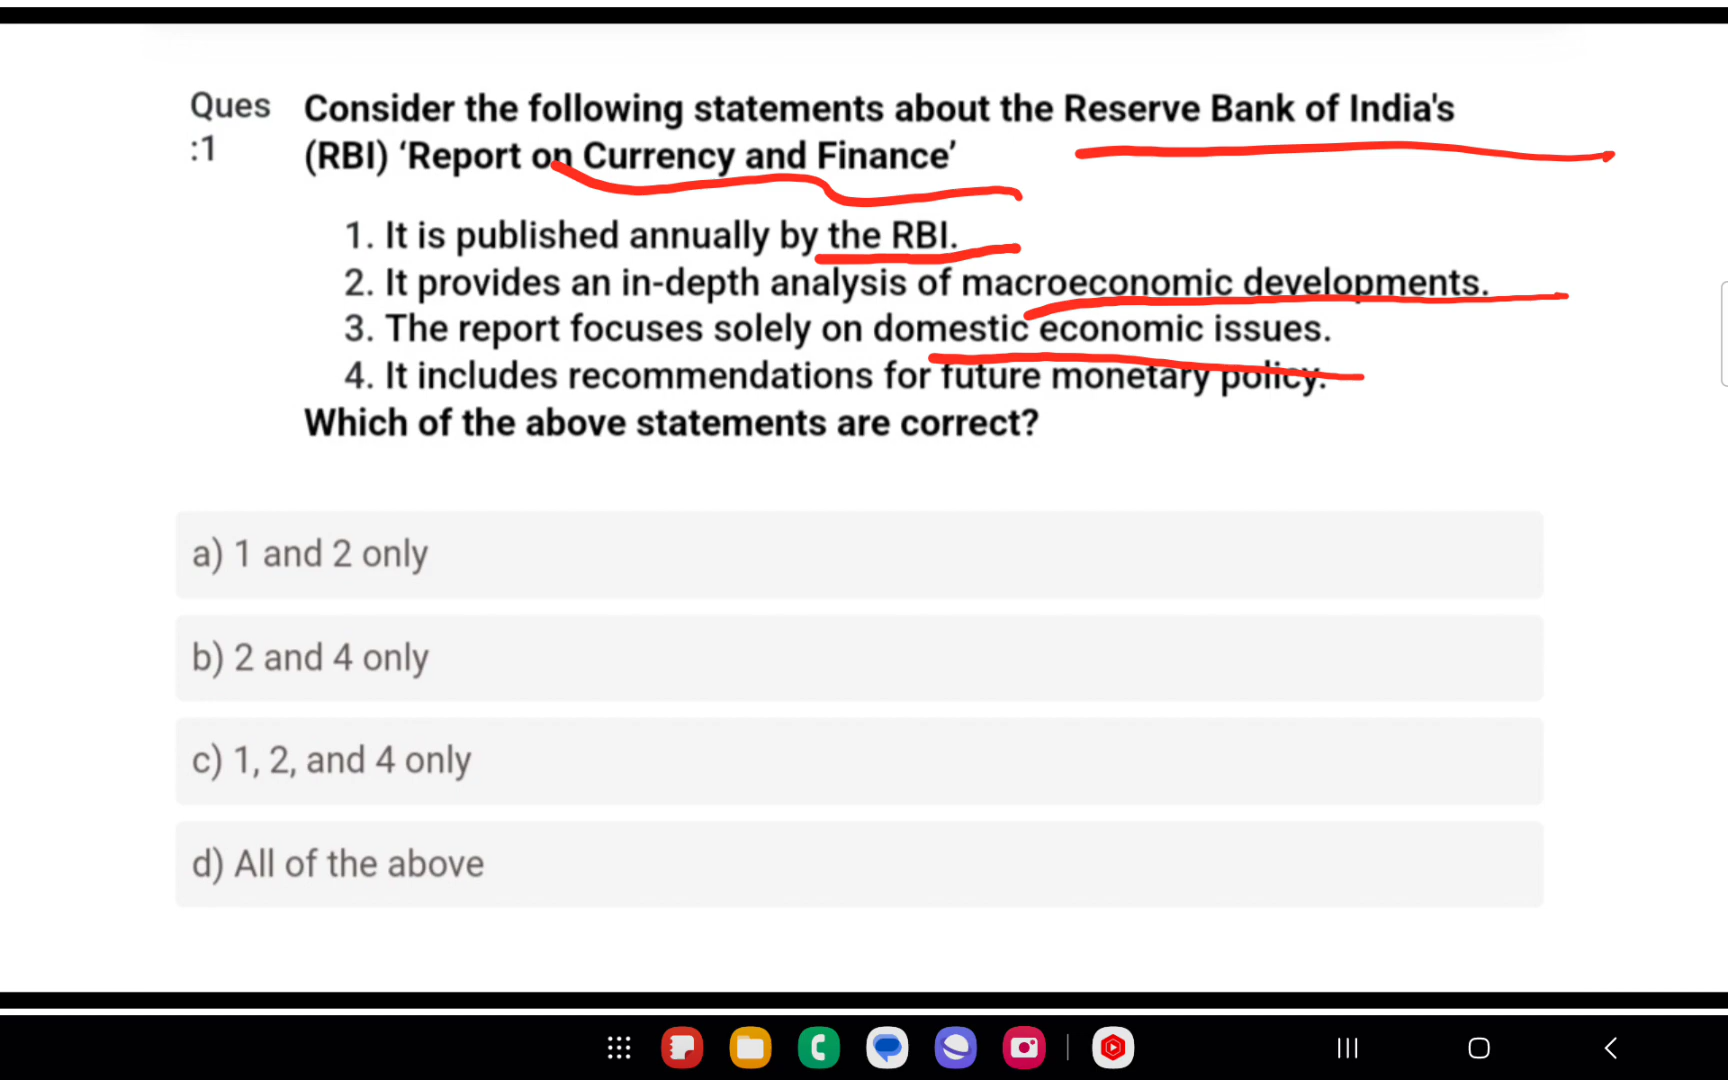 Ques Consider the following statements about the Reserve Bank of India's
:1 (RBI) ‘Report on Currency and Finance’
1. It is published annually by the RBI.
2. It provides an in-depth analysis of macroeconomic developments.
3. The report focuses solely on domestic economic issues.
4. It includes recommendations for future monetary policy.
Which of the above statements are correct?
a) 1 and 2 only
b) 2 and 4 only
c) 1, 2, and 4 only
d) All of the above